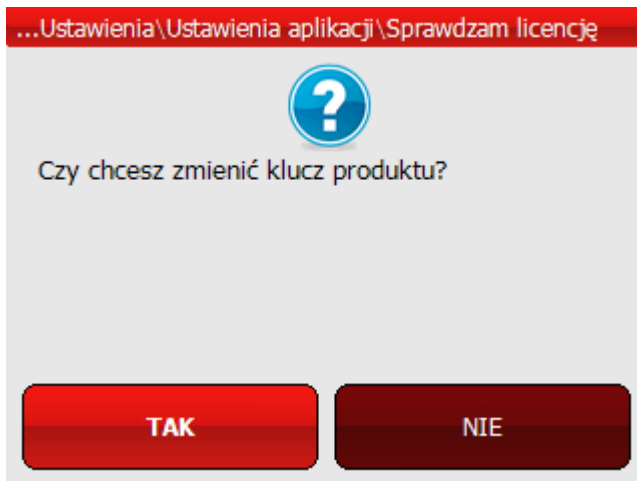 ...Ustawienia\Ustawienia aplikacji\Sprawdzam licencję
?
Czy chcesz zmienić klucz produktu?
TAK
NIE